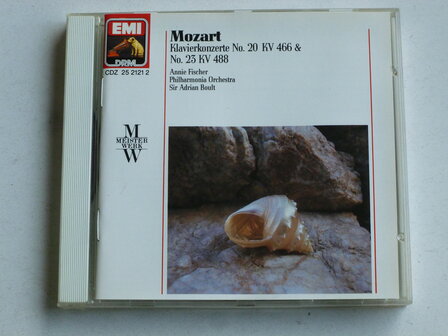 EMI
DRM
CDZ 25 2121 2
Mozart
Klavierkonzerte No. 20 KV 466 &
No. 23 KV 488
Annie Fischer
Philharmonia Orchestra
Sir Adrian Boult
M
MEISTER
WERK
W